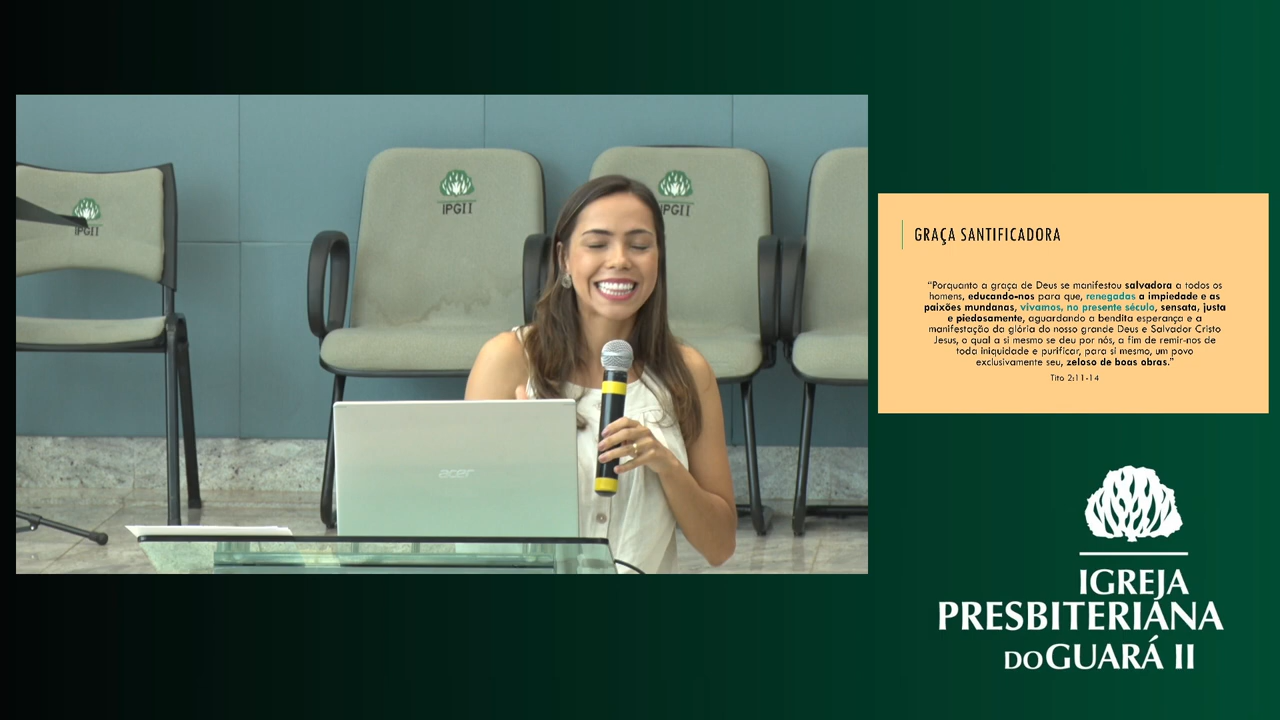 IPGII
IPGII
IPGII
acer
GRAÇA SANTIFICADORA
“Porquanto a graça de Deus se manifestou salvadora a todos os
homens, educando-nos para que, renegadas a impiedade e as
paixões mundanas, vivamos, no presente século, sensata, justa
e piedosamente, aguardando a bendita esperança e a
manifestação da glória do nosso grande Deus e Salvador Cristo
Jesus, o qual a si mesmo se deu por nós, a fim de remir-nos de
toda iniquidade e purificar, para si mesmo, um povo
exclusivamente seu, zeloso de boas obras.”
Tito 2:11-14
IGREJA
PRESBITERIANA
DO GUARÁ II